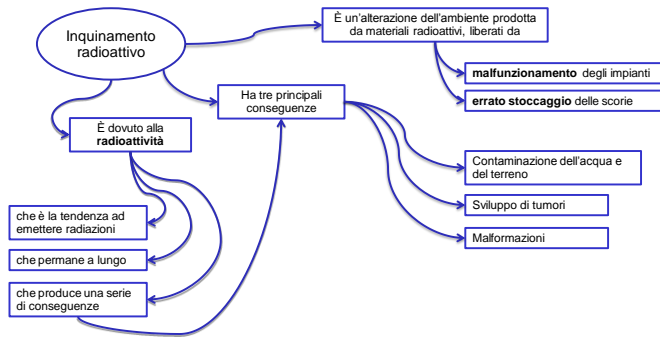 Inquinamento
radioattivo
È un'alterazione dell'ambiente prodotta
da materiali radioattivi, liberati da
malfunzionamento degli impianti
errato stoccaggio delle scorie
Ha tre principali
conseguenze
È dovuto alla
radioattività
Contaminazione dell'acqua e
del terreno
Sviluppo di tumori
Malformazioni
che è la tendenza ad
emettere radiazioni
che permane a lungo
che produce una serie
di conseguenze